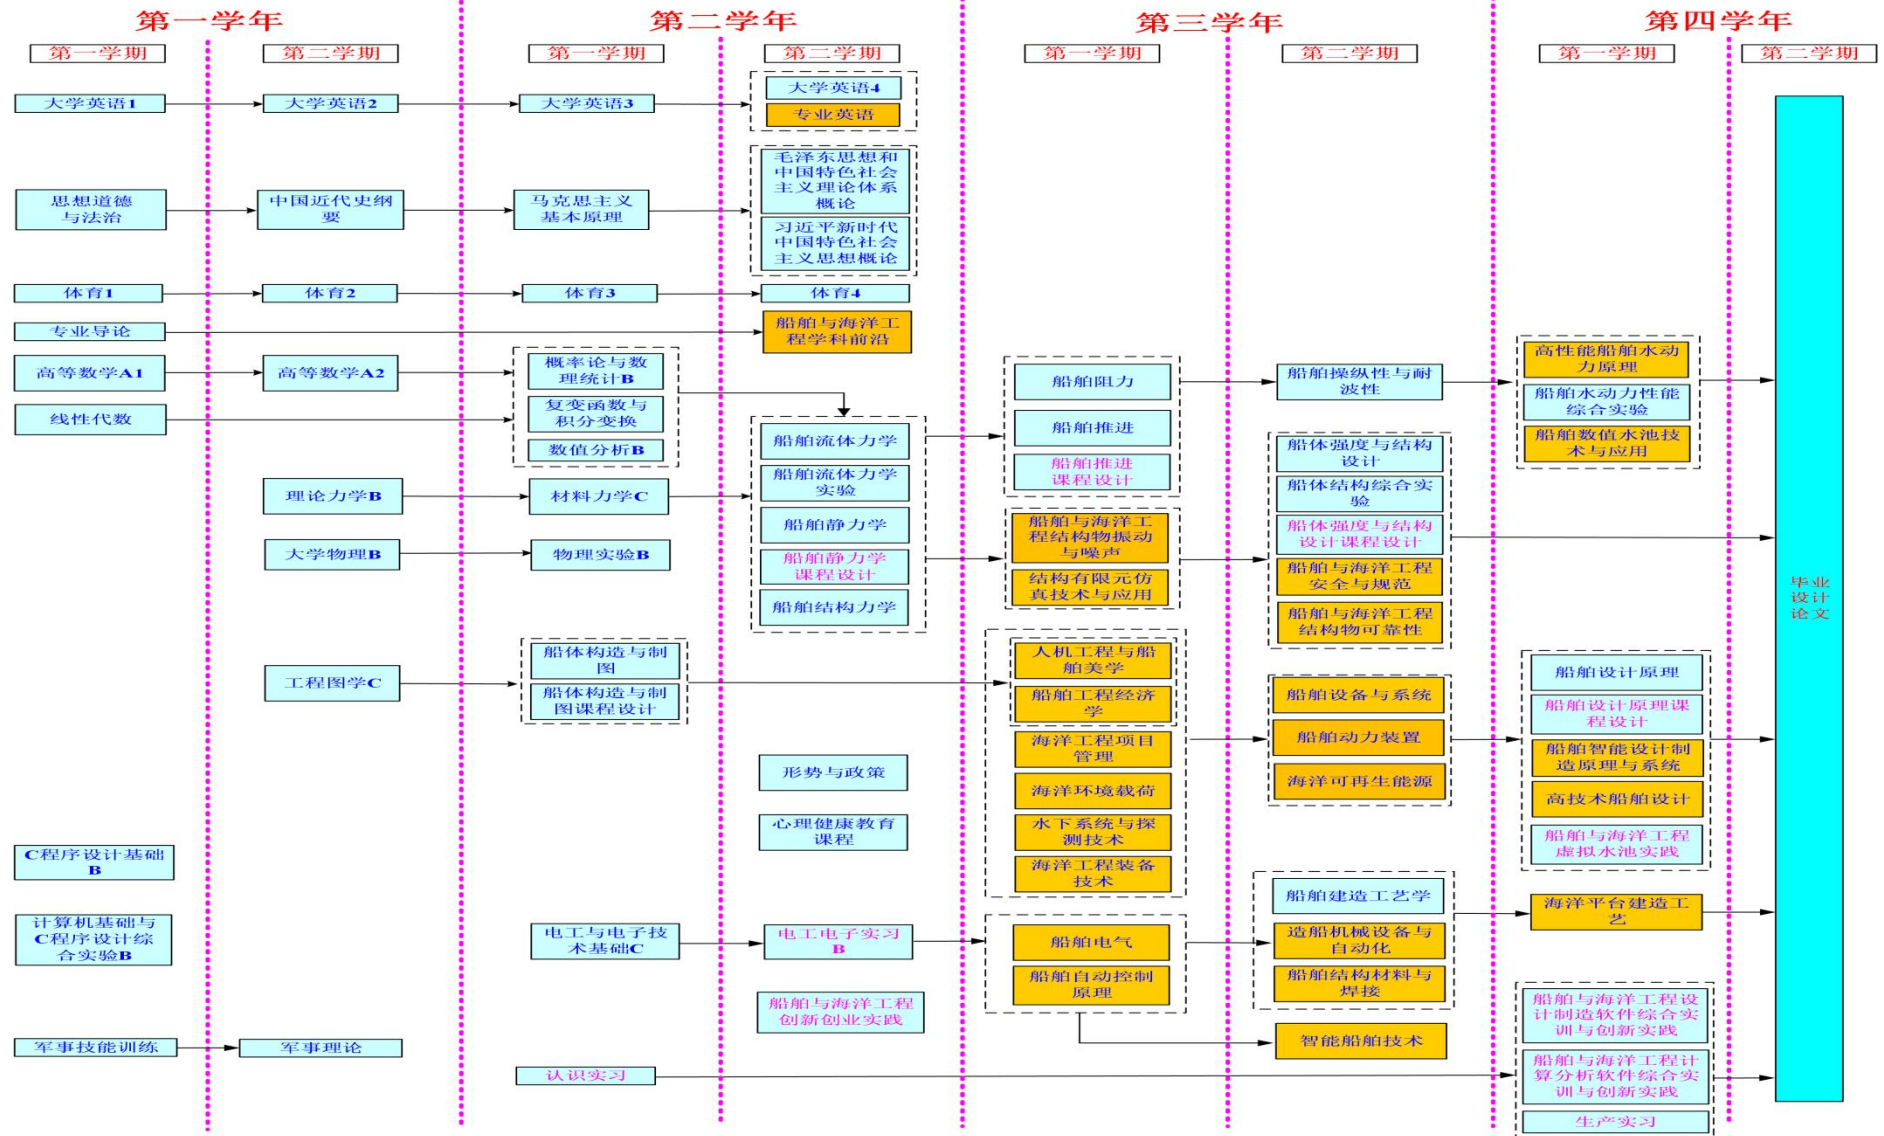 第一学年
第二学年
第三学年
第四学年
第一学期
第二学期
第一学期
第二学期
第一学期
第二学期
第一学期
第二学期
大学英语1
大学英语2
大学英语3
大学英语4
专业英语
思想道德
与法治
中国近代史纲
要
马克思主义
基本原理
毛泽东思想和
中国特色社会
主义理论体系
概论
习近平新时代
中国特色社会
主义思想概论
体育1
体育2
体育3
体育4
专业导论
船舶与海洋工
程学科前沿
高等数学A1
高等数学A2
线性代数
概率论与数
理统计B
复变函数与
积分变换
数值分析B
理论力学B
材料力学C
大学物理B
物理实验B
船舶流体力学
船舶流体力学
实验
船舶静力学
船舶静力学
课程设计
船舶结构力学
船舶阻力
船舶推进
船舶推进
课程设计
船舶与海洋工
程结构物振动
与噪声
结构有限元仿
真技术与应用
船舶操纵性与耐
波性
船体强度与结构
设计
船体结构综合实
验
船体强度与结构
设计课程设计
船舶与海洋工程
安全与规范
船舶与海洋工程
结构物可靠性
高性能船舶水动
力原理
船舶水动力性能
综合实验
船舶数值水池技
术与应用
毕业
设计
论文
工程图学C
船体构造与制
图
船体构造与制
图课程设计
形势与政策
心理健康教育
课程
人机工程与船
舶美学
船舶工程经济
学
海洋工程项目
管理
海洋环境载荷
水下系统与探
测技术
海洋工程装备
技术
船舶设备与系统
船舶动力装置
海洋可再生能源
船舶设计原理
船舶设计原理课
程设计
船舶智能设计制
造原理与系统
高技术船舶设计
船舶与海洋工程
虚拟水池实践
C程序设计基础
B
计算机基础与
C程序设计综
合实验B
电工与电子技
术基础C
电工电子实习
B
船舶与海洋工程
创新创业实践
船舶电气
船舶自动控制
原理
船舶建造工艺学
造船机械设备与
自动化
船舶结构材料与
焊接
智能船舶技术
海洋平台建造工
艺
军事技能训练
军事理论
认识实习
船舶与海洋工程设
计制造软件综合实
训与创新实践
船舶与海洋工程计
算分析软件综合实
训与创新实践
生产实习